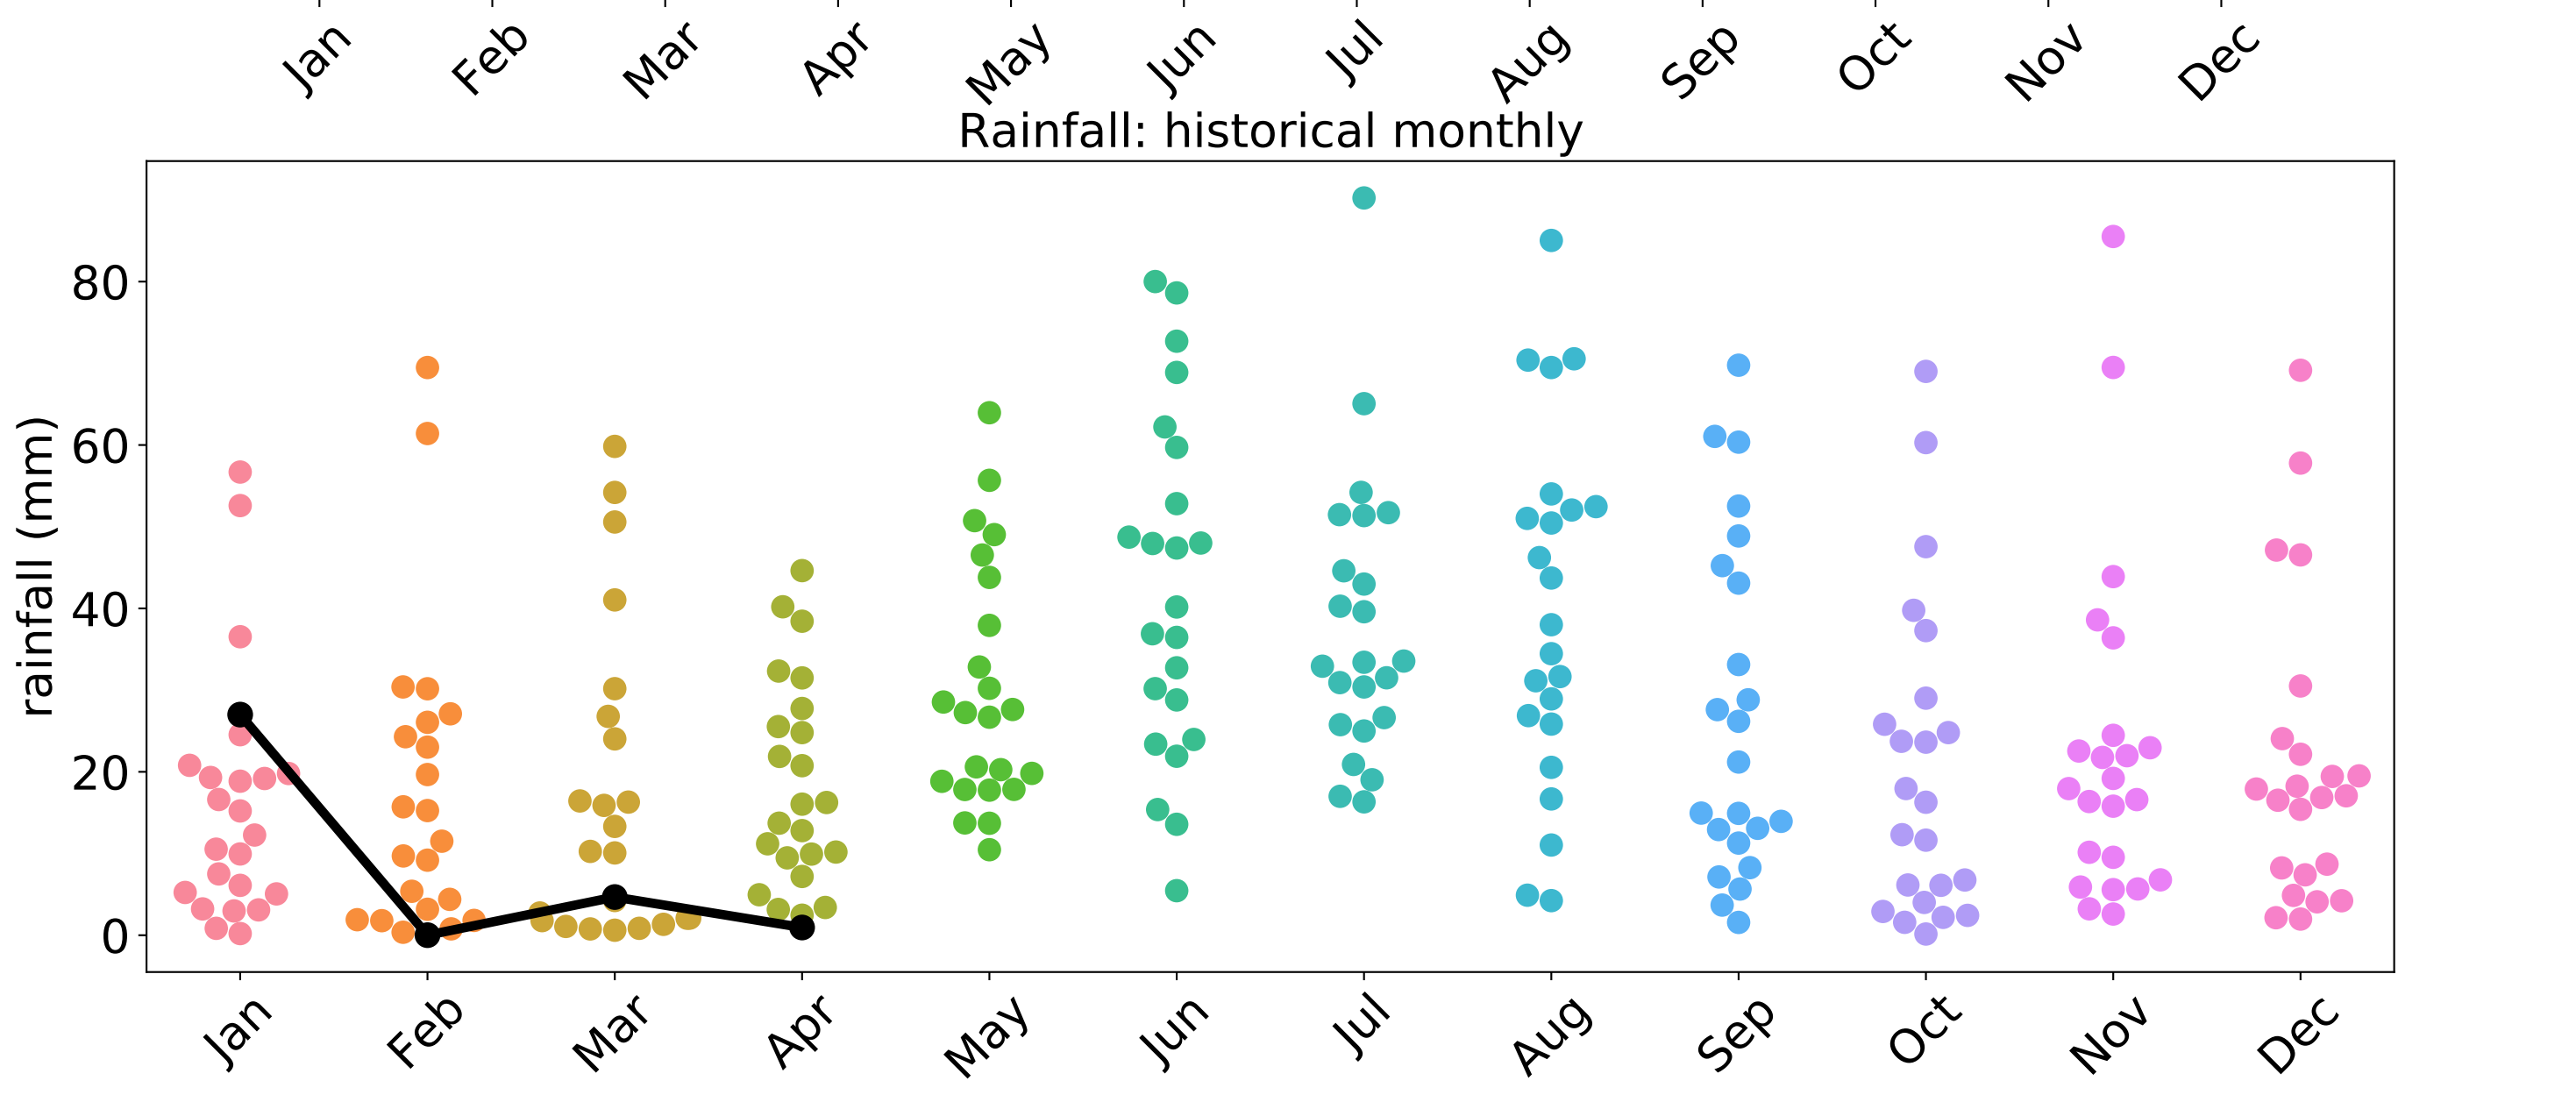 Jan Feb Mar Apr May Jun Jul Aug Sep Oct Nov Dec
Rainfall: historical monthly
rainfall (mm)
80
60
40
20
0
Jan Feb Mar Apr May Jun Jul Aug Sep Oct Nov Dec